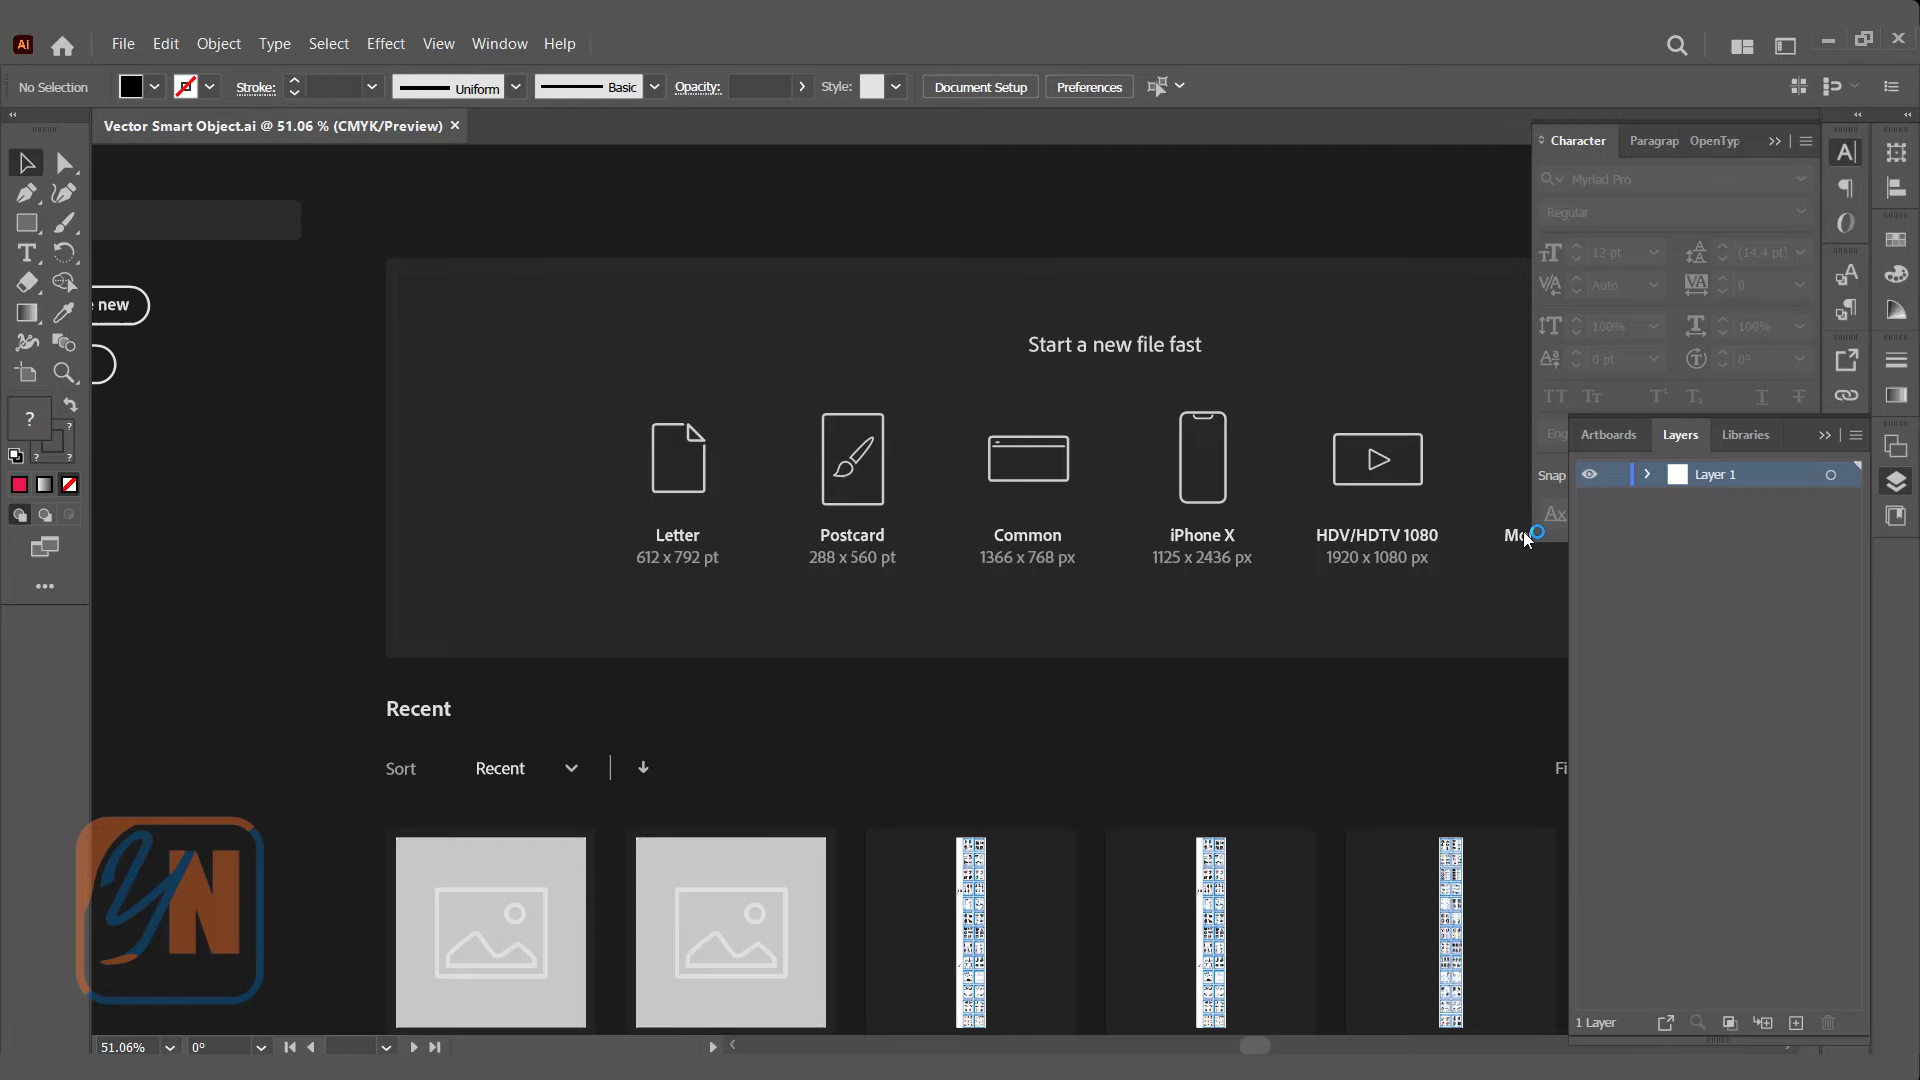 Ai File Edit Object Type Select Effect View Window Help
No Selection Stroke: Uniform Basic Opacity: Style: Document Setup Preferences
Vector Smart Object.ai @ 51.06 % (CMYK/Preview) ×
Character Paragrap OpenTyp
Myriad Pro
Regular
12 pt (14.4 pt)
Auto 0
100% 100%
0 pt 0°
e new
Start a new file fast
Artboards Layers Libraries
Eng
Snap
Layer 1
Letter Postcard Common iPhone X HDV/HDTV 1080
612 x 792 pt 288 x 560 pt 1366 x 768 px 1125 x 2436 px 1920 x 1080 px
Recent
Sort Recent Fi
YN
1 Layer
51.06% 0°